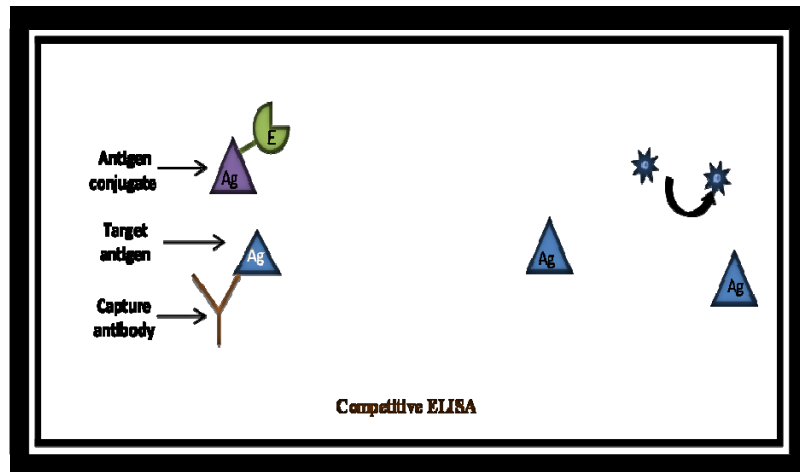 E
Antigen
conjugate
Ag
Target
antigen
Ag
Ag
Ag
Capture
antibody
Competitive ELISA